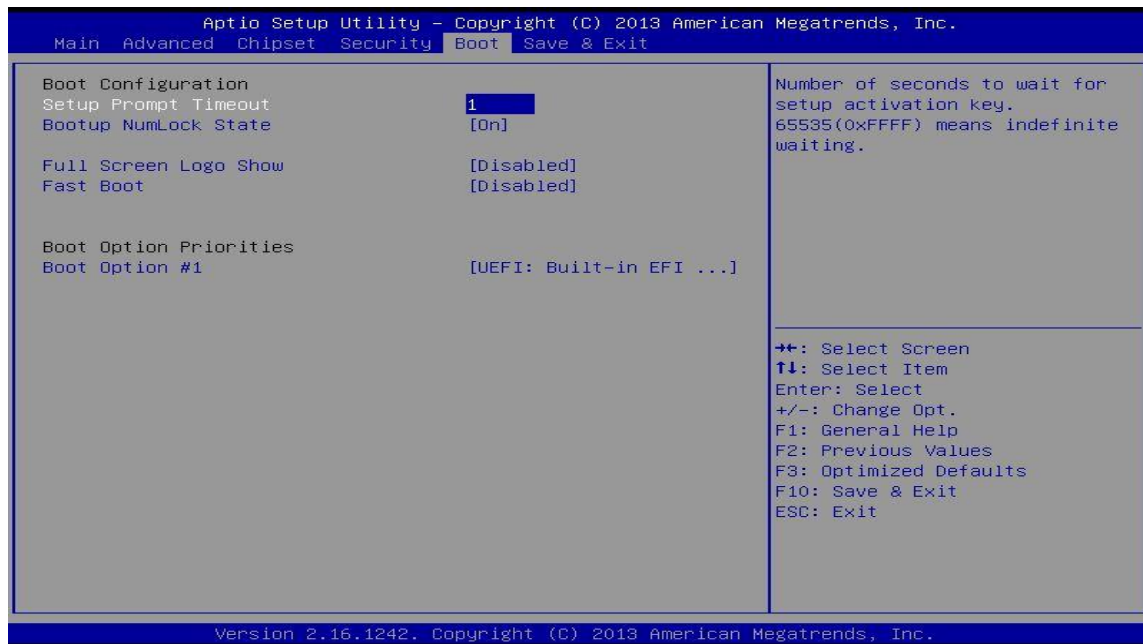 Aptio Setup Utility – Copyright (C) 2013 American Megatrends, Inc.
Main Advanced Chipset Security Boot Save & Exit
Boot Configuration
Setup Prompt Timeout 1
Bootup NumLock State [On]
Full Screen Logo Show [Disabled]
Fast Boot [Disabled]
Boot Option Priorities
Boot Option #1 [UEFI: Built-in EFI ...]
Number of seconds to wait for
setup activation key.
65535(0xFFFF) means indefinite
waiting.
→←: Select Screen
↑↓: Select Item
Enter: Select
+/-: Change Opt.
F1: General Help
F2: Previous Values
F3: Optimized Defaults
F10: Save & Exit
ESC: Exit
Version 2.16.1242. Copyright (C) 2013 American Megatrends, Inc.